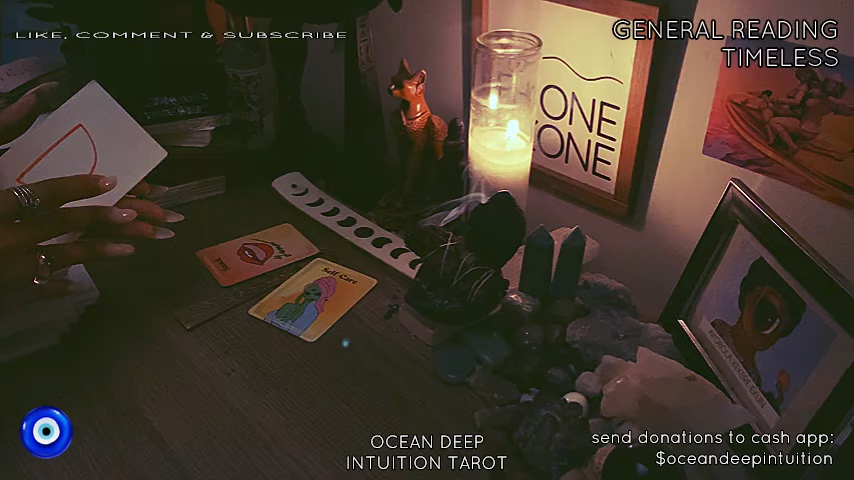 LIKE, COMMENT & SUBSCRIBE
GENERAL READING
TIMELESS
ONE
ONE
Self Care
OCEAN DEEP
INTUITION TAROT
send donations to cash app:
$oceandeepintuition